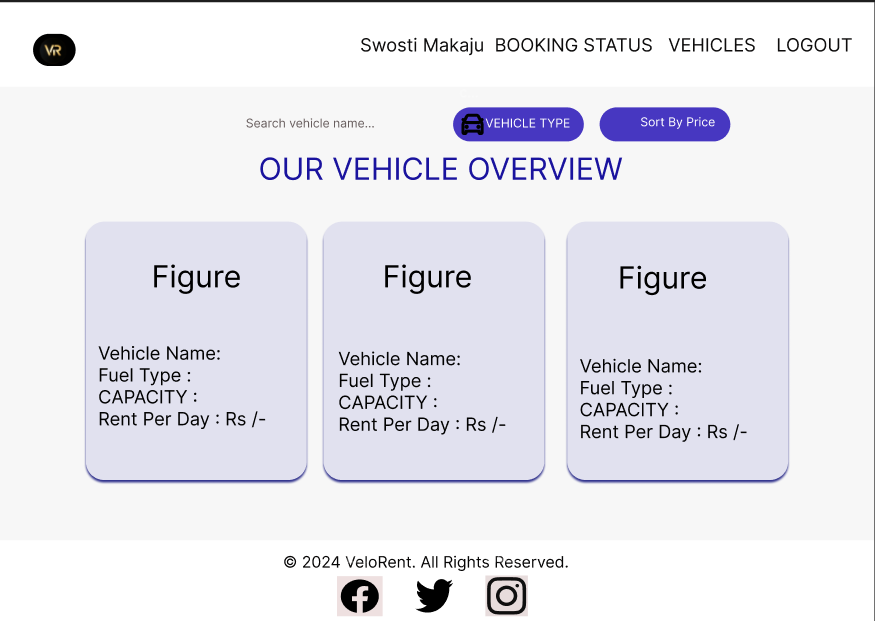 VR
Swosti Makaju BOOKING STATUS VEHICLES LOGOUT
Search vehicle name...
VEHICLE TYPE
Sort By Price
OUR VEHICLE OVERVIEW
Figure
Vehicle Name:
Fuel Type :
CAPACITY :
Rent Per Day : Rs /-
Figure
Vehicle Name:
Fuel Type :
CAPACITY :
Rent Per Day : Rs /-
Figure
Vehicle Name:
Fuel Type :
CAPACITY :
Rent Per Day : Rs /-
© 2024 VeloRent. All Rights Reserved.